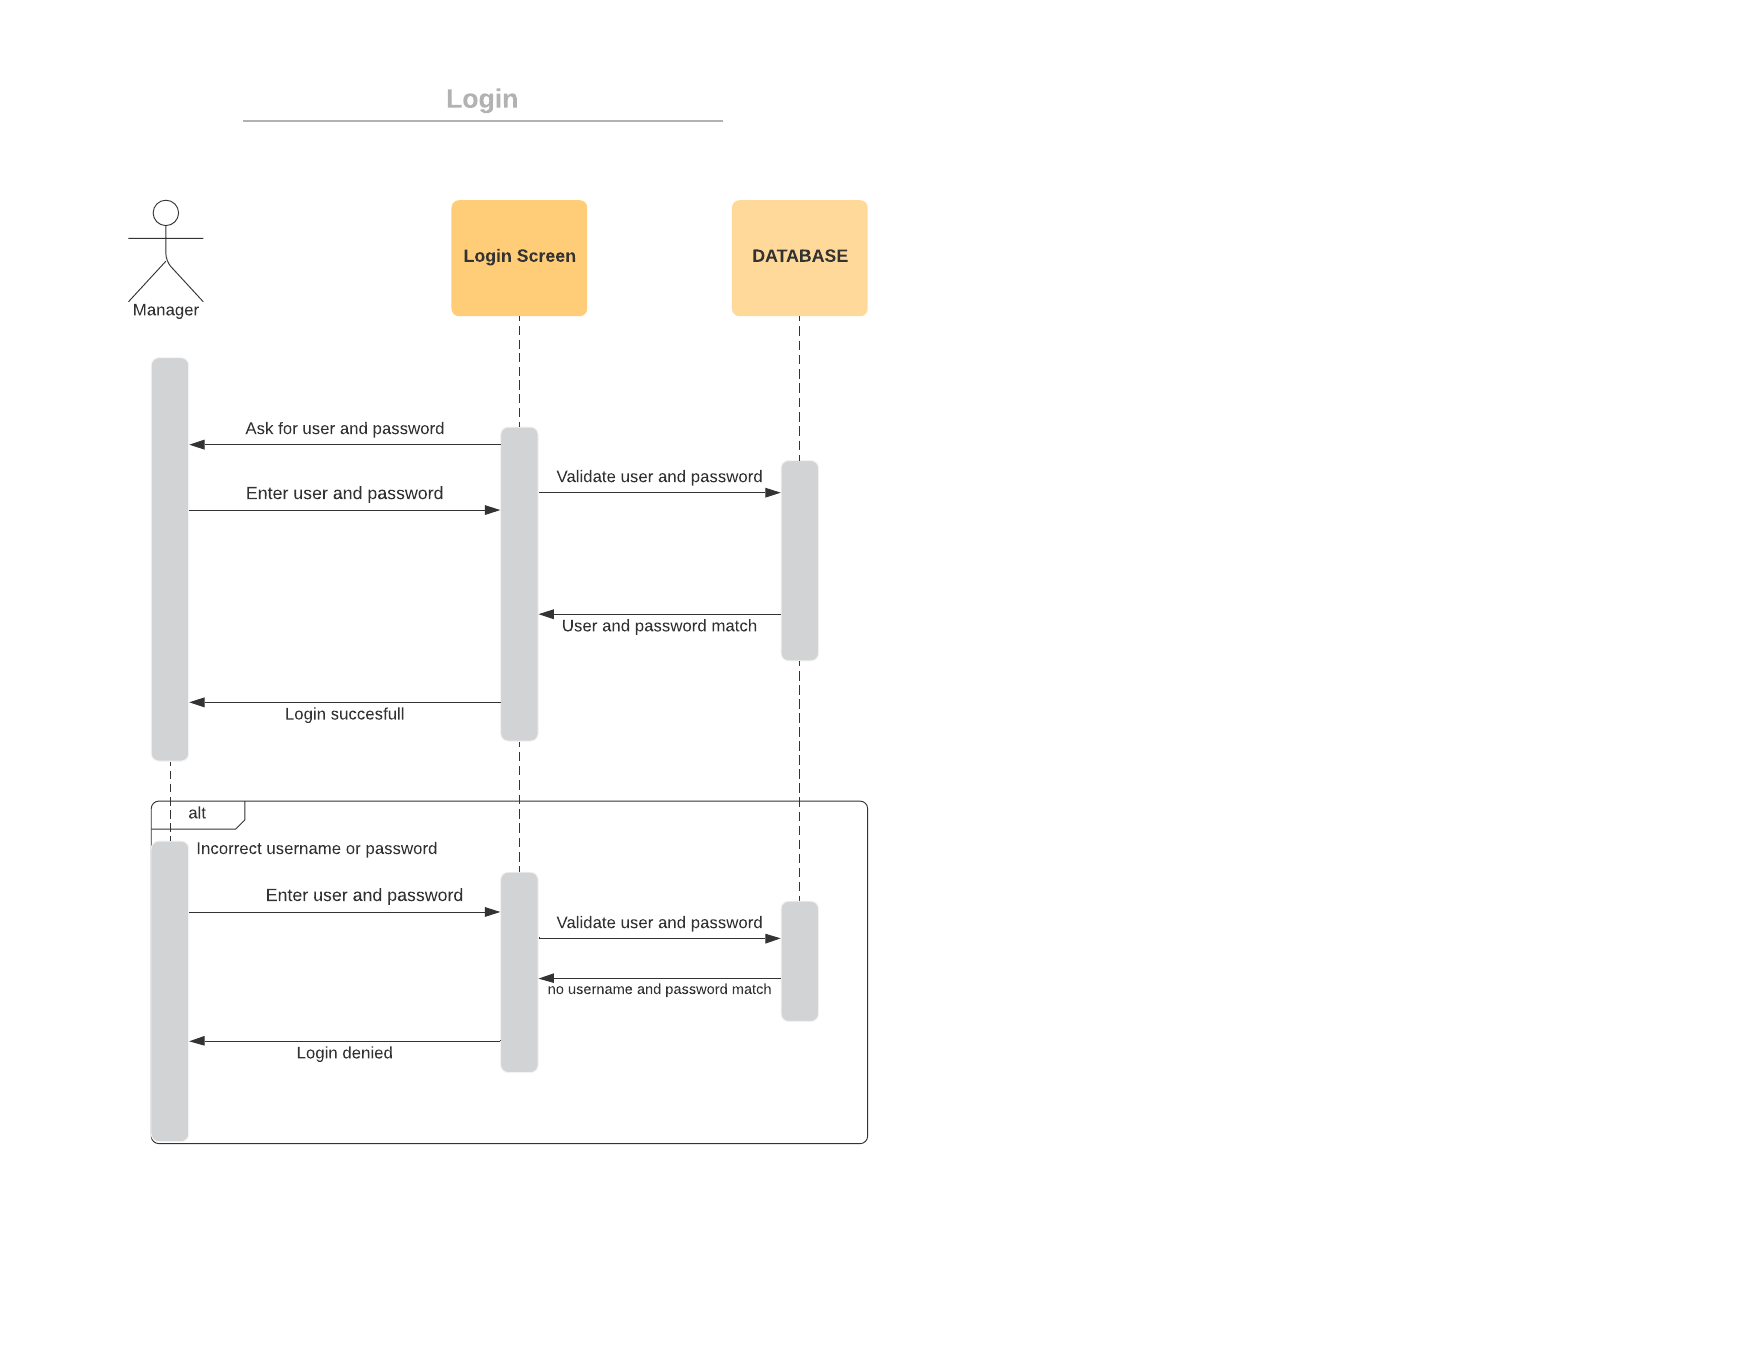 Login
Manager
Login Screen
DATABASE
Ask for user and password
Validate user and password
Enter user and password
User and password match
Login succesfull
alt
Incorrect username or password
Enter user and password
Validate user and password
no username and password match
Login denied